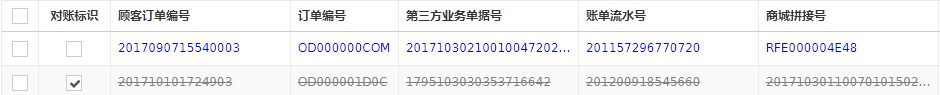 对账标识 顾客订单编号 订单编号 第三方业务单据号 账单流水号 商城拼接号
2017090715540003 OD000000COM 20171030210010047202... 201157296770720 RFE000004E48
201710101724903 OD000001D0C 1795103030353716642 201200918545660 20171030110070101502...